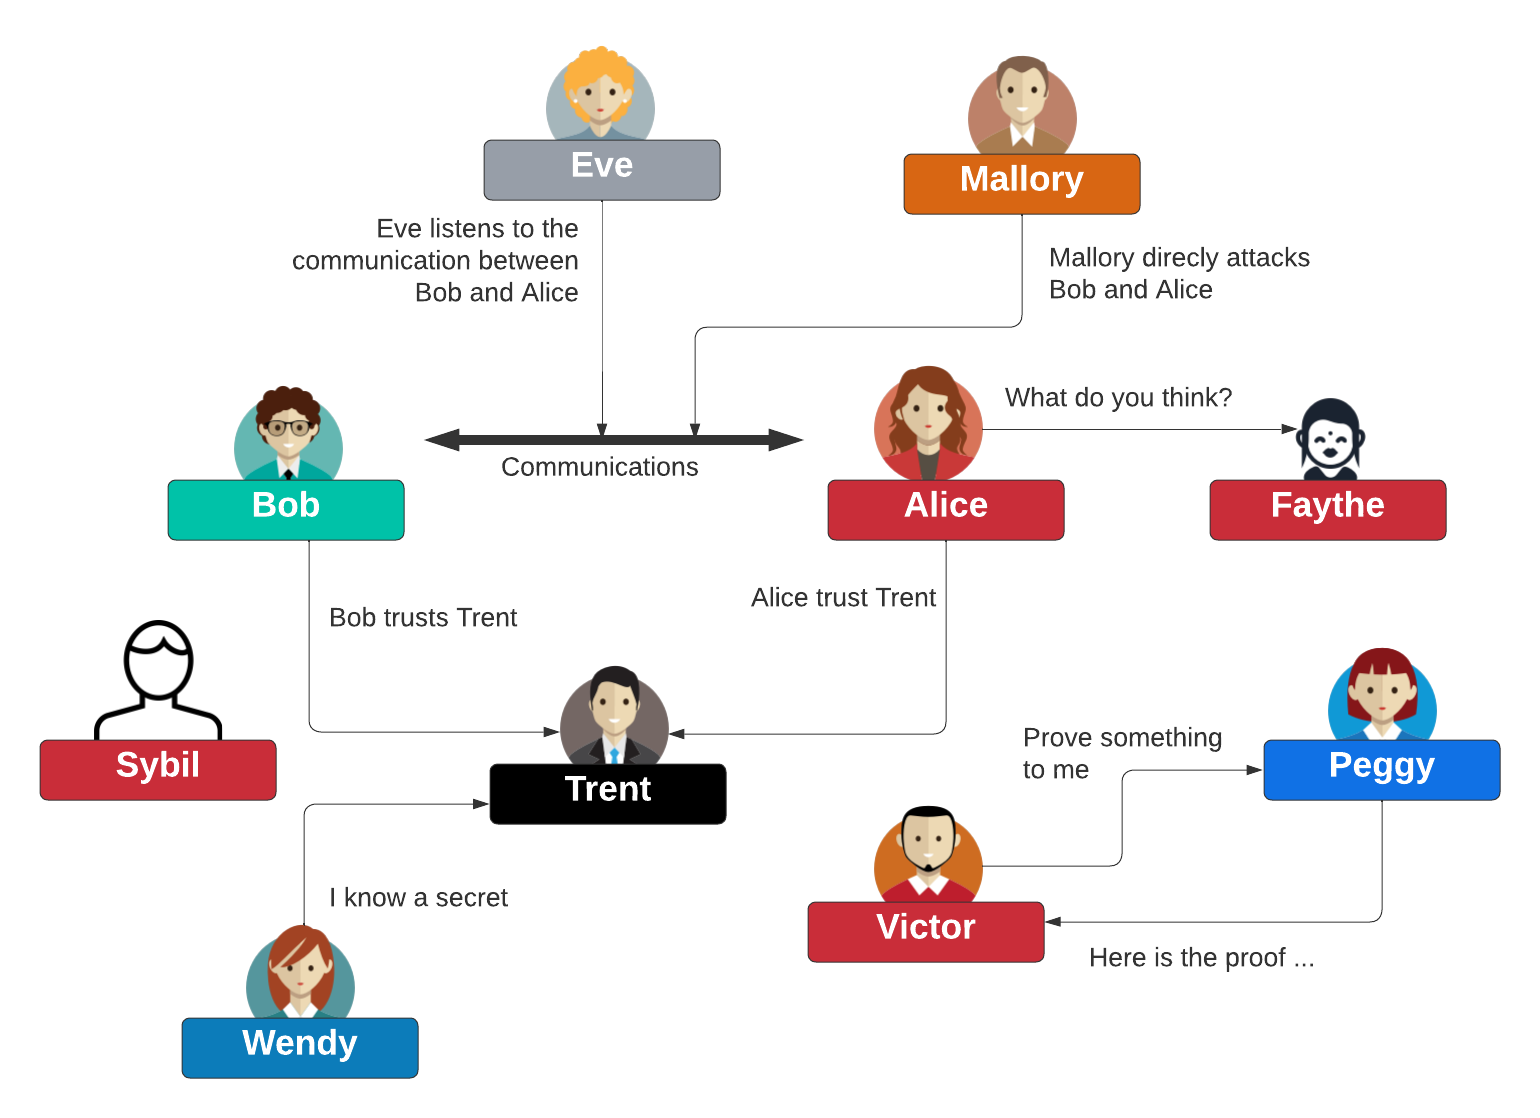 Eve
Mallory
Eve listens to the
communication between
Bob and Alice
Mallory direcly attacks
Bob and Alice
What do you think?
Communications
Bob
Alice
Faythe
Bob trusts Trent
Alice trust Trent
Sybil
Trent
Prove something
to me
Peggy
I know a secret
Victor
Here is the proof ...
Wendy